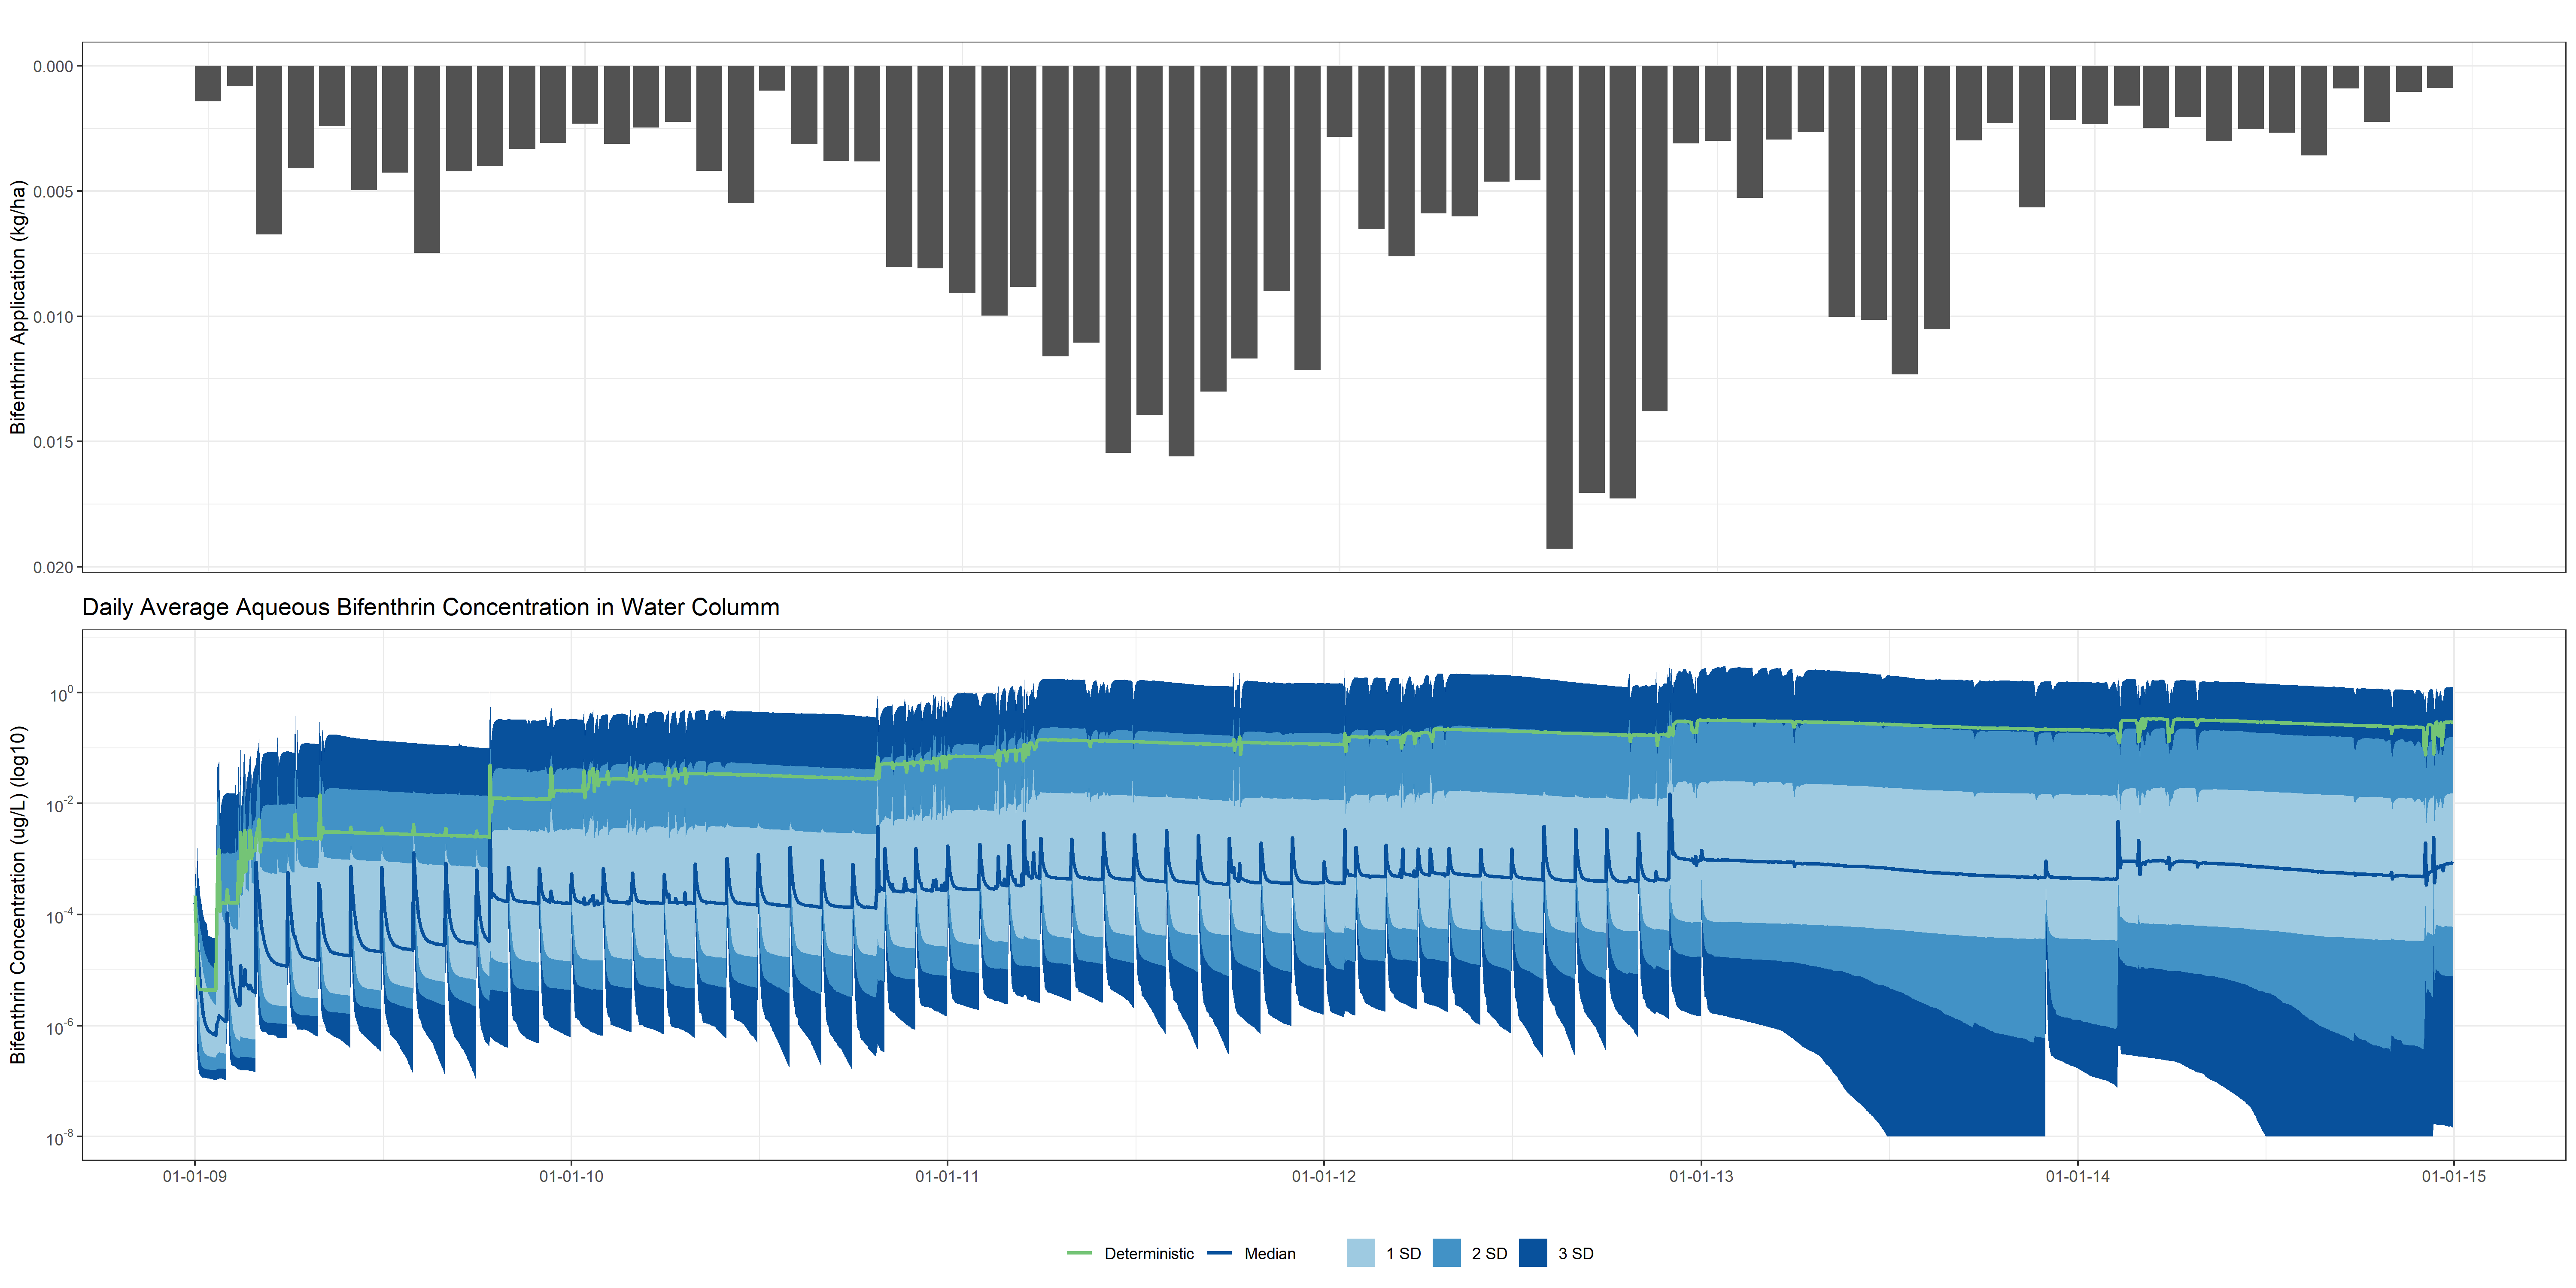 Bifenthrin Application (kg/ha)
0.000
0.005
0.010
0.015
0.020
Daily Average Aqueous Bifenthrin Concentration in Water Columm
Bifenthrin Concentration (ug/L) (log10)
10^0
10^-2
10^-4
10^-6
10^-8
01-01-09 01-01-10 01-01-11 01-01-12 01-01-13 01-01-14 01-01-15
Deterministic Median 1 SD 2 SD 3 SD